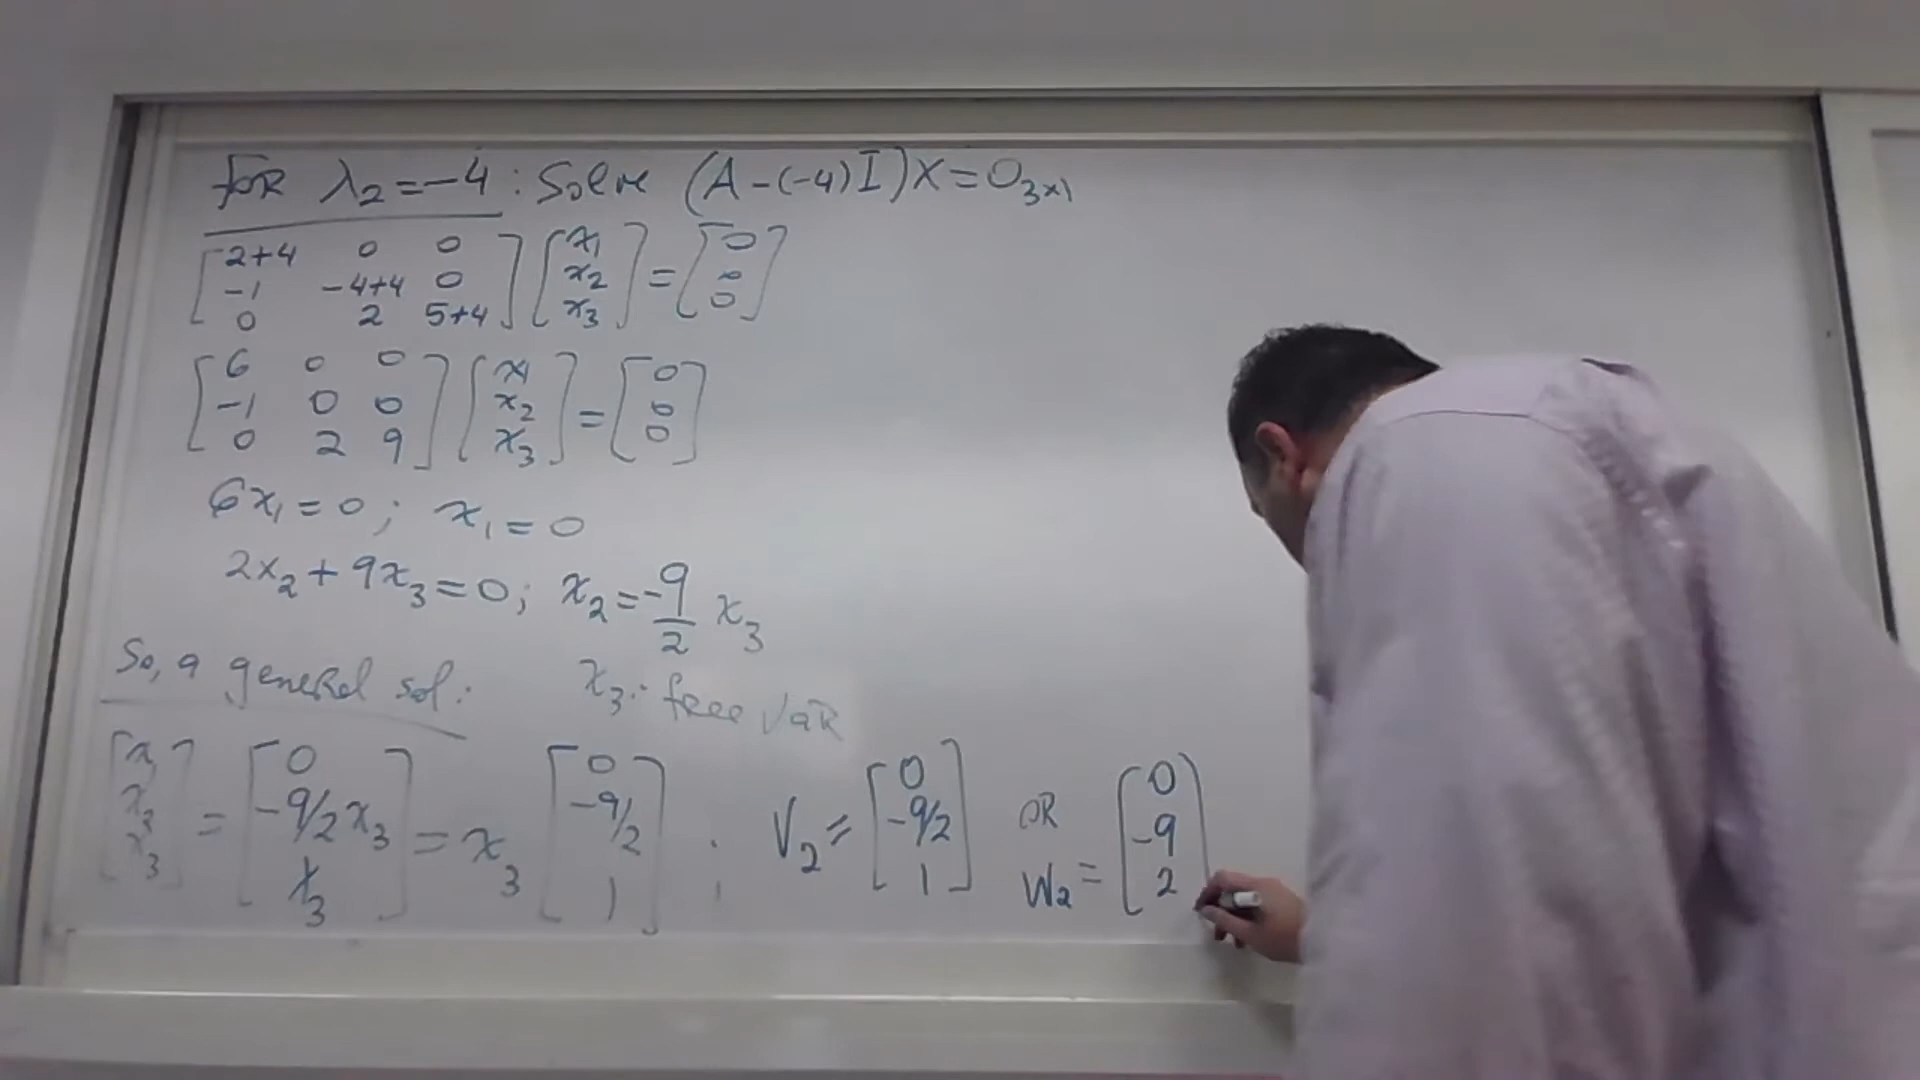 for λ₂ = -4 : Solve (A - (-4)I)X = O₃ₓ₁
[2+4 0 0; -1 -4+4 0; 0 2 5+4] [x₁; x₂; x₃] = [0; 0; 0]
[6 0 0; -1 0 0; 0 2 9] [x₁; x₂; x₃] = [0; 0; 0]
6x₁ = 0 ; x₁ = 0
2x₂ + 9x₃ = 0 ; x₂ = -9/2 x₃
So, a general sol: x₃: free var
[x₁; x₂; x₃] = [0; -9/2 x₃; x₃] = x₃ [0; -9/2; 1] ; V₂ = [0; -9/2; 1] OR W₂ = [0; -9; 2]